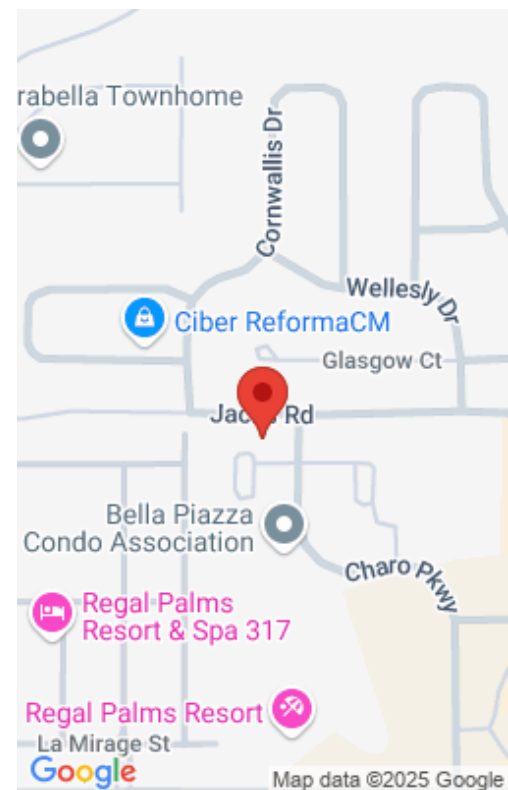 rabella Townhome
Cornwallis Dr
Wellesly Dr
Ciber ReformaCM
Glasgow Ct
Rd
Bella Piazza
Condo Association
Charo Pkwy
Regal Palms
Resort & Spa 317
Regal Palms Resort
La Mirage St
Google
Map data ©2025 Google